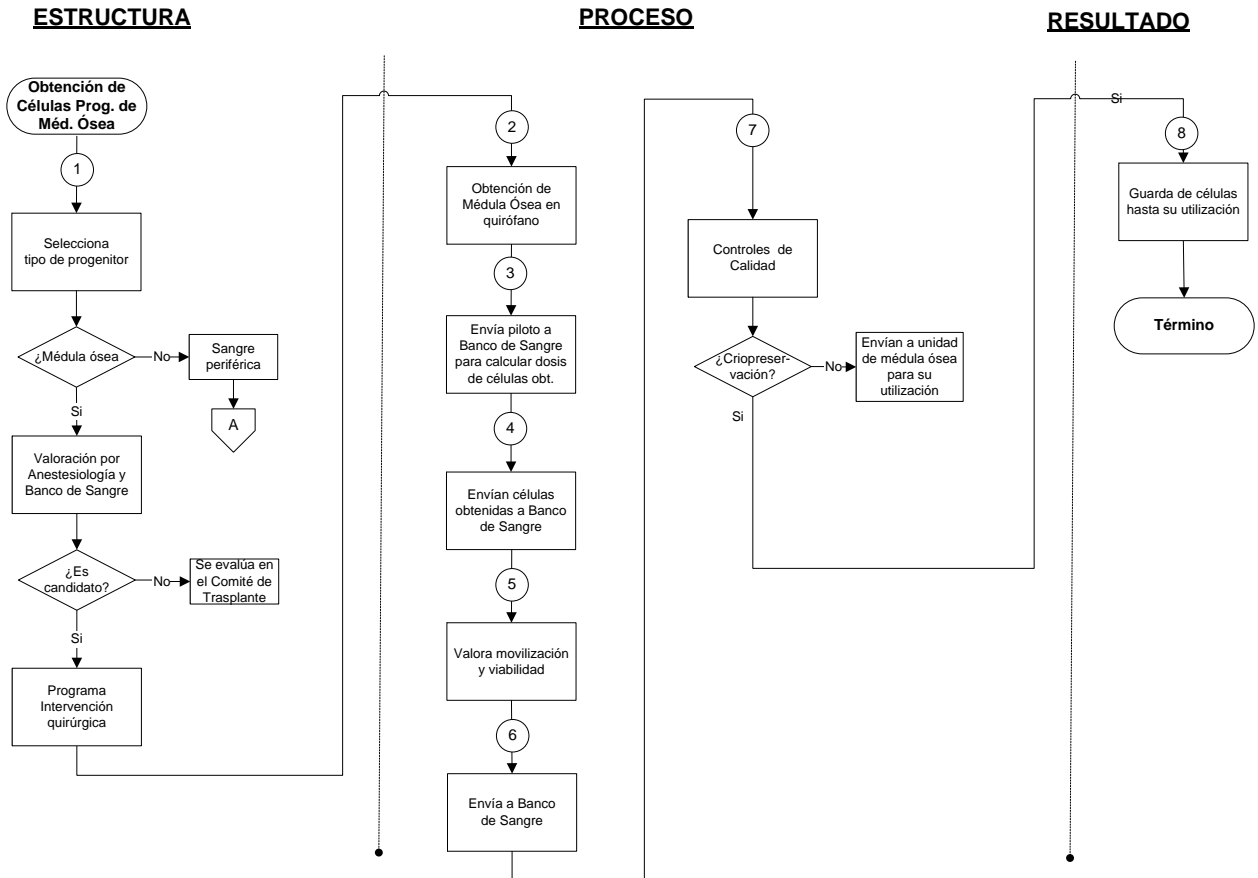 ESTRUCTURA
PROCESO
RESULTADO
Obtención de
Células Prog. de
Méd. Ósea
1
Selecciona
tipo de progenitor
¿Médula ósea
No
Sangre
periférica
A
Si
Valoración por
Anestesiología y
Banco de Sangre
¿Es
candidato?
No
Se evalúa en
el Comité de
Trasplante
Si
Programa
Intervención
quirúrgica
2
Obtención de
Médula Ósea en
quirófano
3
Envía piloto a
Banco de Sangre
para calcular dosis
de células obt.
4
Envían células
obtenidas a Banco
de Sangre
5
Valora movilización
y viabilidad
6
Envía a Banco
de Sangre
7
Controles de
Calidad
¿Criopreser-
vación?
No
Envían a unidad
de médula ósea
para su
utilización
Si
Si
8
Guarda de células
hasta su utilización
Término